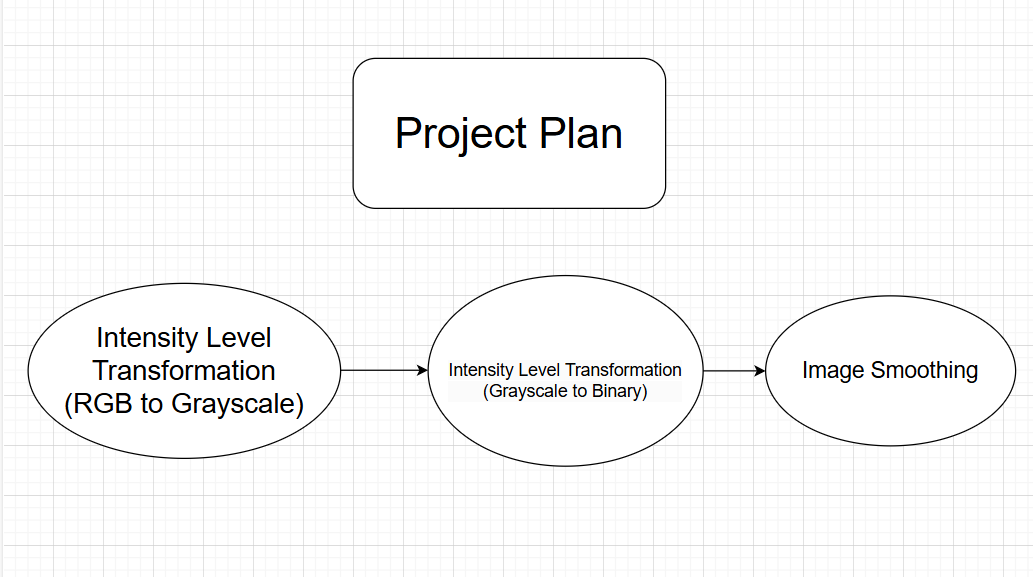 Project Plan
Intensity Level
Transformation
(RGB to Grayscale)
Intensity Level Transformation
(Grayscale to Binary)
Image Smoothing